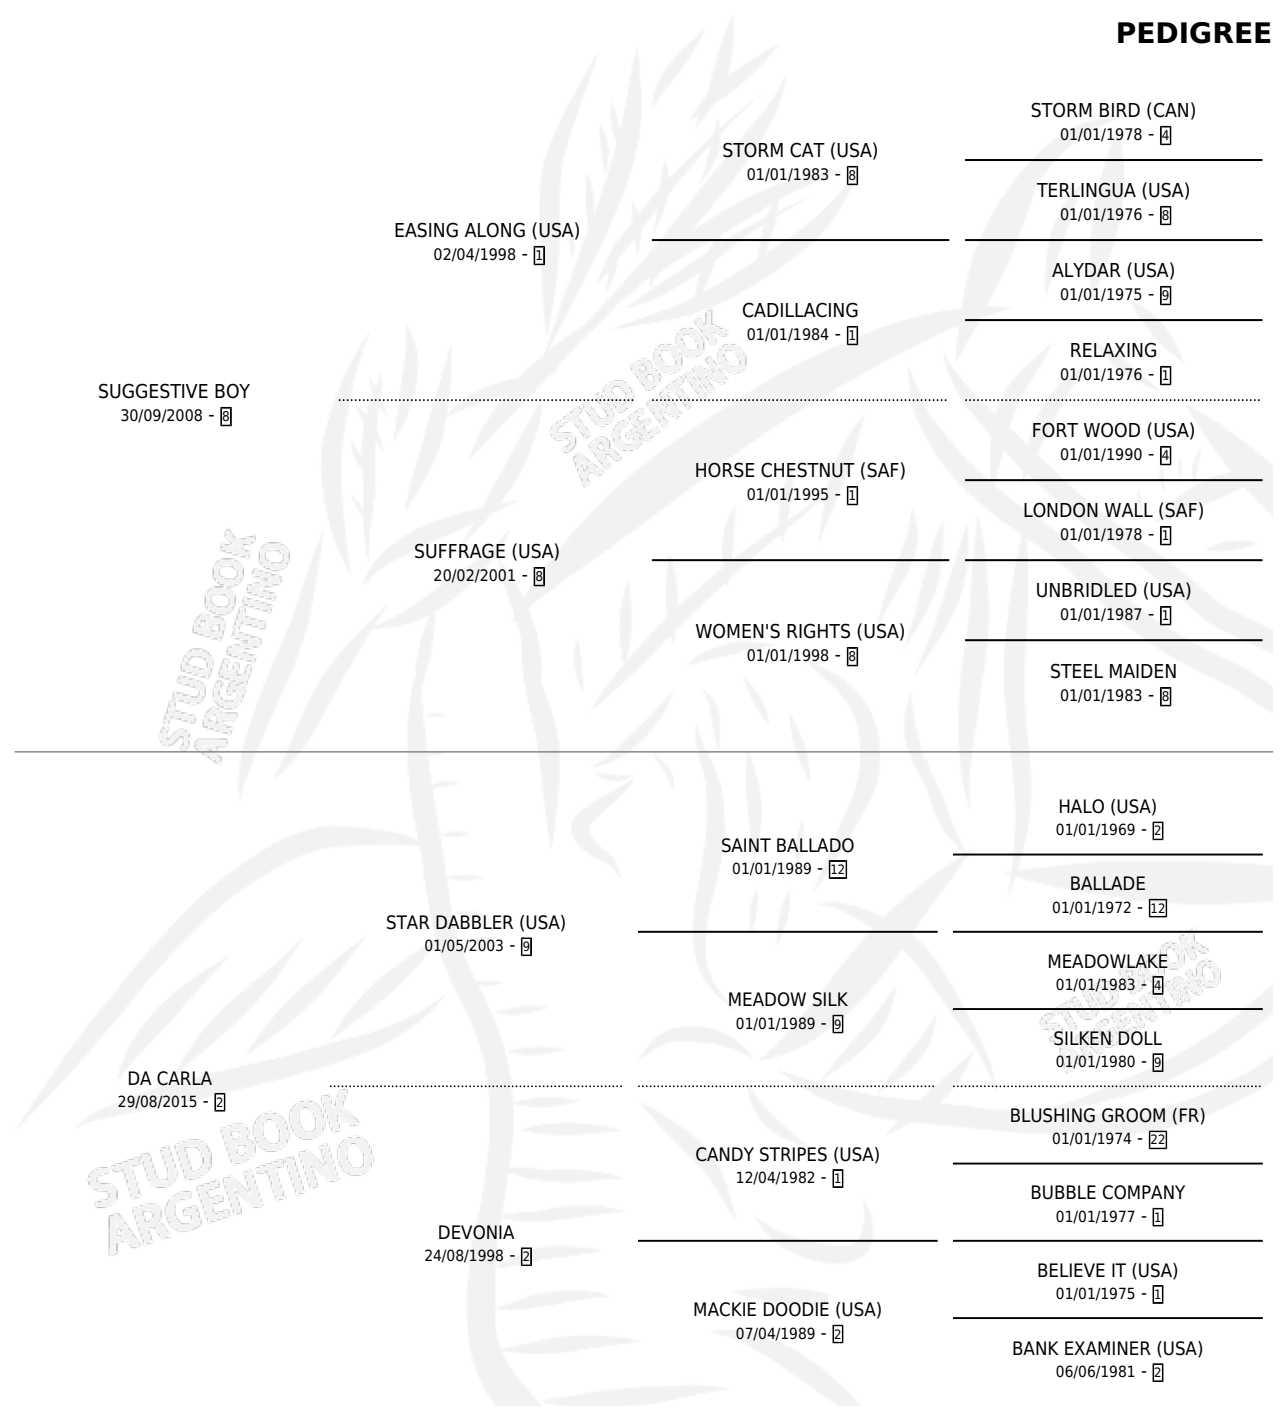 PEDIGREE
STORM BIRD (CAN)
01/01/1978 - 4
STORM CAT (USA)
01/01/1983 - 8
TERLINGUA (USA)
01/01/1976 - 8
EASING ALONG (USA)
02/04/1998 - 1
ALYDAR (USA)
01/01/1975 - 9
CADILLACING
01/01/1984 - 1
RELAXING
01/01/1976 - 1
SUGGESTIVE BOY
30/09/2008 - 8
FORT WOOD (USA)
01/01/1990 - 4
HORSE CHESTNUT (SAF)
01/01/1995 - 1
LONDON WALL (SAF)
01/01/1978 - 1
SUFFRAGE (USA)
20/02/2001 - 8
UNBRIDLED (USA)
01/01/1987 - 1
WOMEN'S RIGHTS (USA)
01/01/1998 - 8
STEEL MAIDEN
01/01/1983 - 8
STUD BOOK
ARGENTINO
STUD BOOK
ARGENTINO
HALO (USA)
01/01/1969 - 2
SAINT BALLADO
01/01/1989 - 12
BALLADE
01/01/1972 - 12
STAR DABBLER (USA)
01/05/2003 - 9
MEADOWLAKE
01/01/1983 - 4
MEADOW SILK
01/01/1989 - 9
SILKEN DOLL
01/01/1980 - 9
STUD BOOK
ARGENTINO
DA CARLA
29/08/2015 - 2
BLUSHING GROOM (FR)
01/01/1974 - 22
CANDY STRIPES (USA)
12/04/1982 - 1
BUBBLE COMPANY
01/01/1977 - 1
STUD BOOK
ARGENTINO
DEVONIA
24/08/1998 - 2
BELIEVE IT (USA)
01/01/1975 - 1
MACKIE DOODIE (USA)
07/04/1989 - 2
BANK EXAMINER (USA)
06/06/1981 - 2